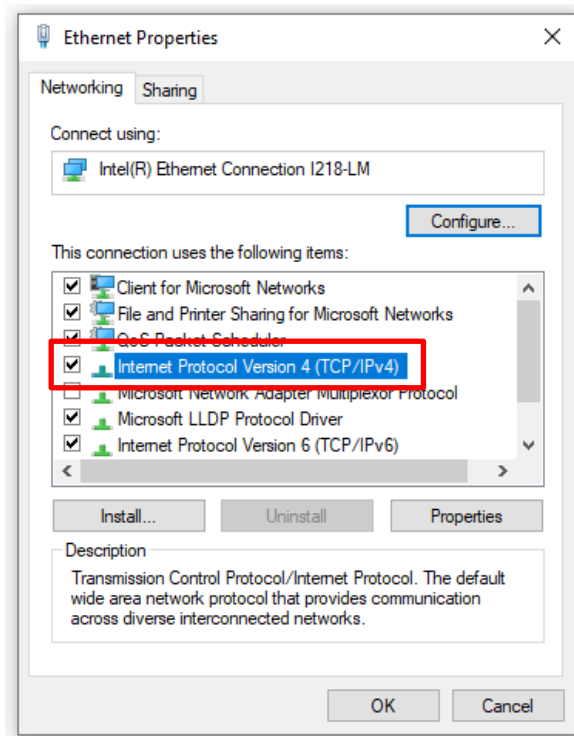 Ethernet Properties
Networking
Sharing
Connect using:
Intel(R) Ethernet Connection I218-LM
Configure...
This connection uses the following items:
Client for Microsoft Networks
File and Printer Sharing for Microsoft Networks
QoS Packet Scheduler
Internet Protocol Version 4 (TCP/IPv4)
Microsoft Network Adapter Multiplexor Protocol
Microsoft LLDP Protocol Driver
Internet Protocol Version 6 (TCP/IPv6)
Install...
Uninstall
Properties
Description
Transmission Control Protocol/Internet Protocol. The default
wide area network protocol that provides communication
across diverse interconnected networks.
OK
Cancel